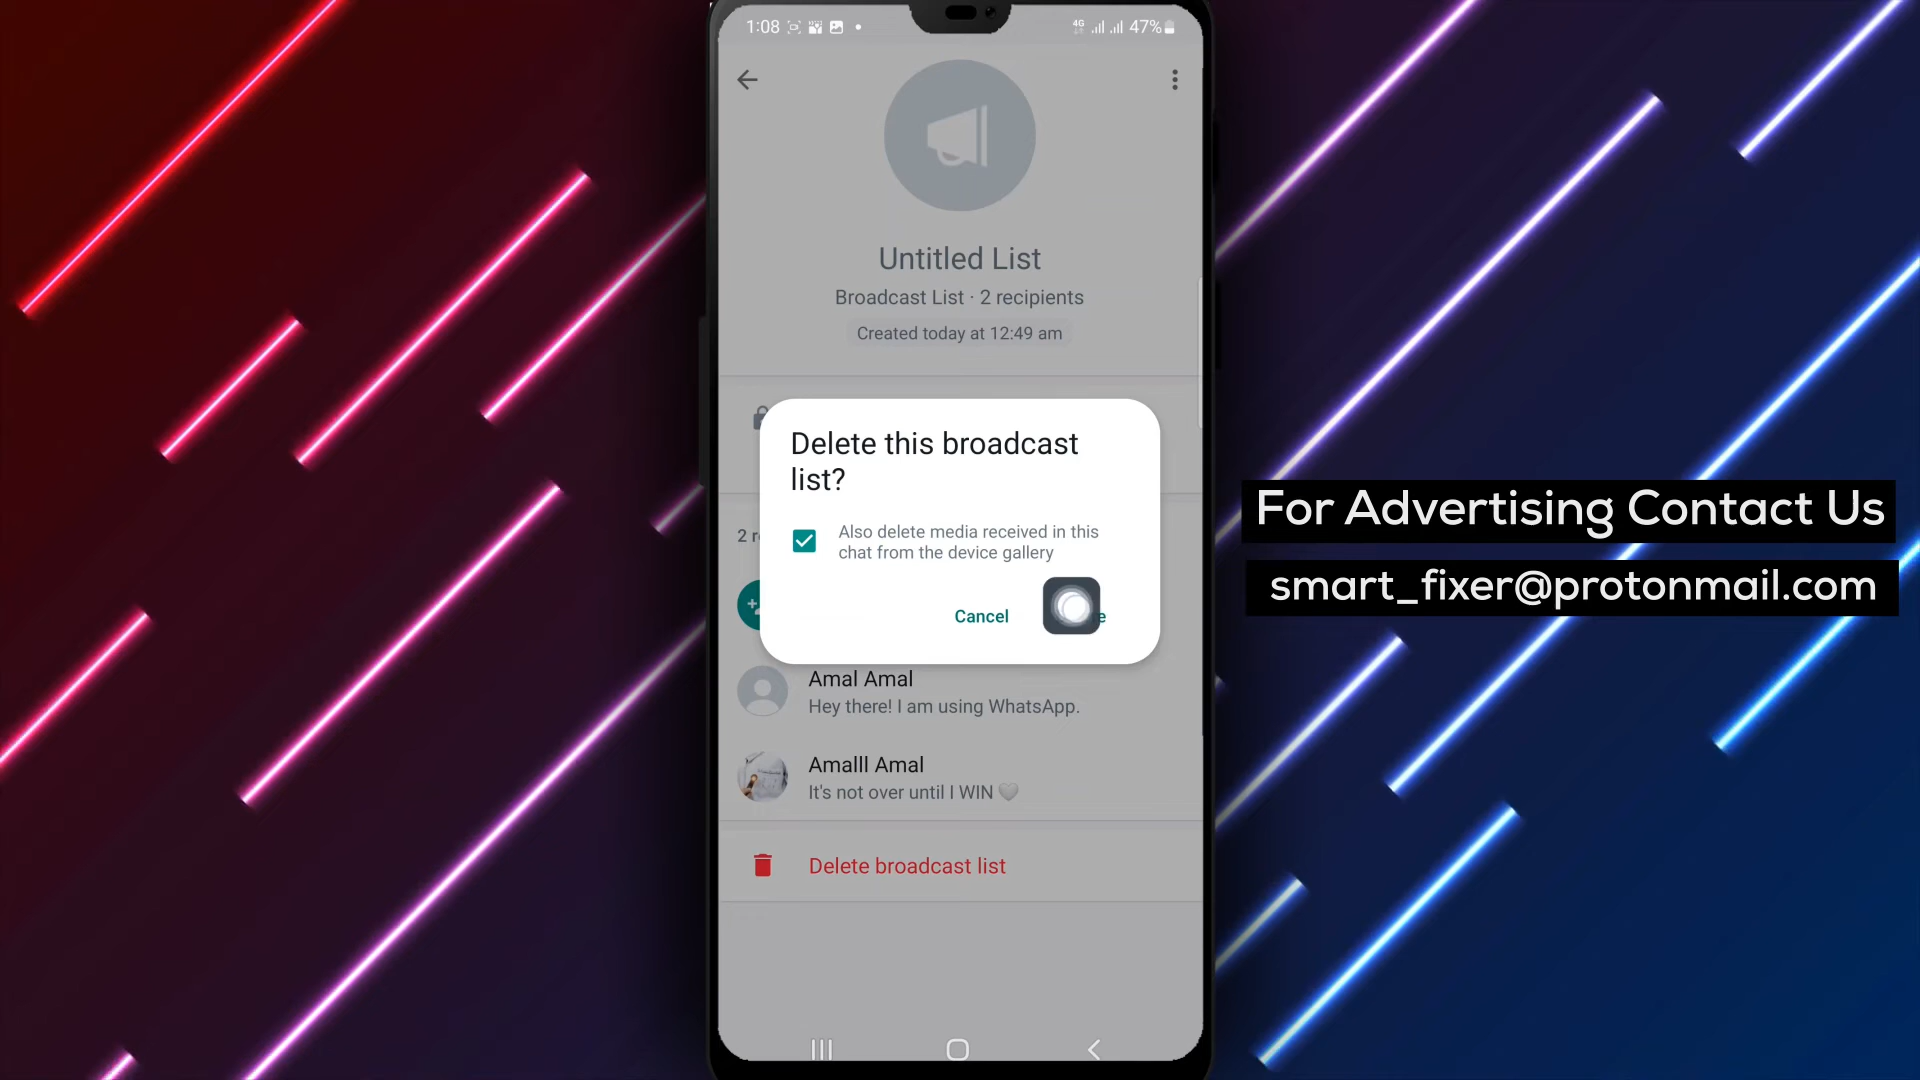 1:08
4G 47%
Untitled List
Broadcast List · 2 recipients
Created today at 12:49 am
Delete this broadcast
list?
Also delete media received in this
chat from the device gallery
Cancel
For Advertising Contact Us
smart_fixer@protonmail.com
Amal Amal
Hey there! I am using WhatsApp.
Amalll Amal
It's not over until I WIN 🤍
Delete broadcast list